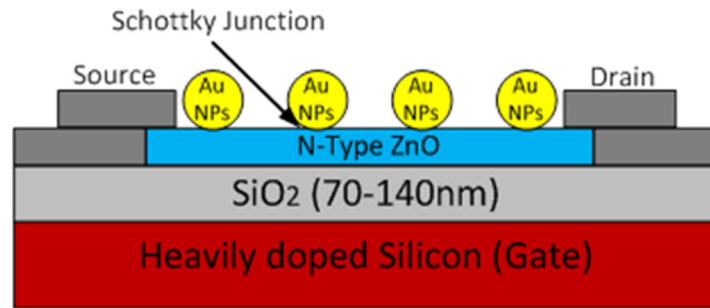 Schottky Junction
Source
Drain
Au
NPs
Au
NPs
Au
NPs
Au
NPs
N-Type ZnO
SiO₂ (70-140nm)
Heavily doped Silicon (Gate)